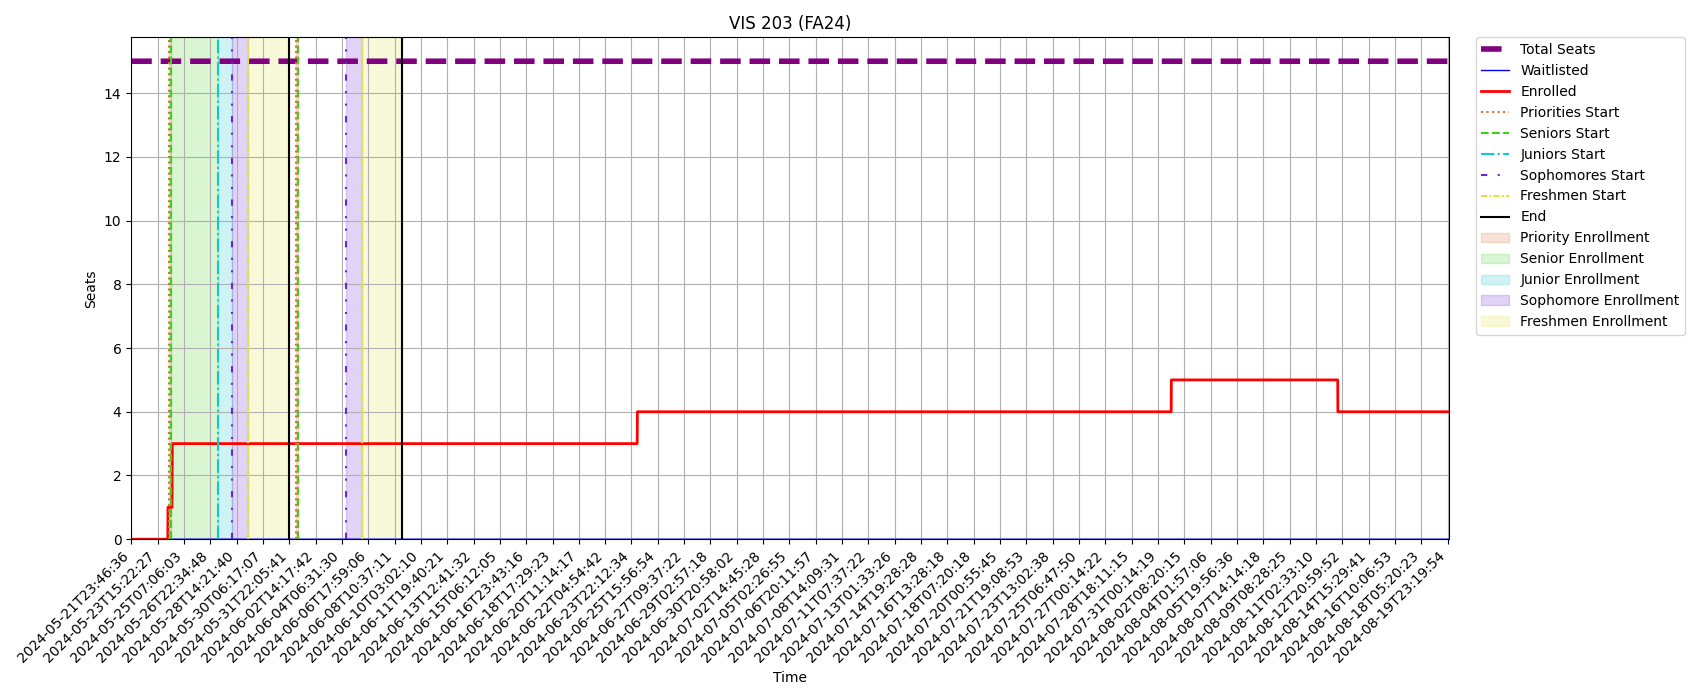 VIS 203 (FA24)
Seats
14
12
10
8
6
4
2
0
2024-05-21T23:46:36
2024-05-23T15:22:27
2024-05-25T07:06:03
2024-05-26T22:34:48
2024-05-28T14:21:40
2024-05-30T06:17:07
2024-05-31T22:05:41
2024-06-02T14:17:42
2024-06-04T06:31:30
2024-06-06T17:59:06
2024-06-08T10:37:11
2024-06-10T03:02:10
2024-06-11T19:40:21
2024-06-13T12:41:32
2024-06-15T06:12:05
2024-06-16T23:43:16
2024-06-18T17:29:23
2024-06-20T11:14:17
2024-06-22T04:54:42
2024-06-23T22:12:34
2024-06-25T15:56:54
2024-06-27T09:37:22
2024-06-29T02:57:18
2024-06-30T20:58:02
2024-07-02T14:45:28
2024-07-05T02:26:55
2024-07-06T20:11:57
2024-07-08T14:09:31
2024-07-11T07:37:22
2024-07-13T01:33:26
2024-07-14T19:28:28
2024-07-16T13:28:18
2024-07-18T07:20:18
2024-07-20T00:55:45
2024-07-21T19:08:53
2024-07-23T13:02:38
2024-07-25T06:47:50
2024-07-27T00:14:22
2024-07-28T18:11:15
2024-07-31T00:14:19
2024-08-02T08:20:15
2024-08-04T01:57:06
2024-08-05T19:56:36
2024-08-07T14:14:18
2024-08-09T08:28:25
2024-08-11T02:33:10
2024-08-12T20:59:52
2024-08-14T15:29:41
2024-08-16T10:06:53
2024-08-18T05:20:23
2024-08-19T23:19:54
Time
Total Seats
Waitlisted
Enrolled
Priorities Start
Seniors Start
Juniors Start
Sophomores Start
Freshmen Start
End
Priority Enrollment
Senior Enrollment
Junior Enrollment
Sophomore Enrollment
Freshmen Enrollment